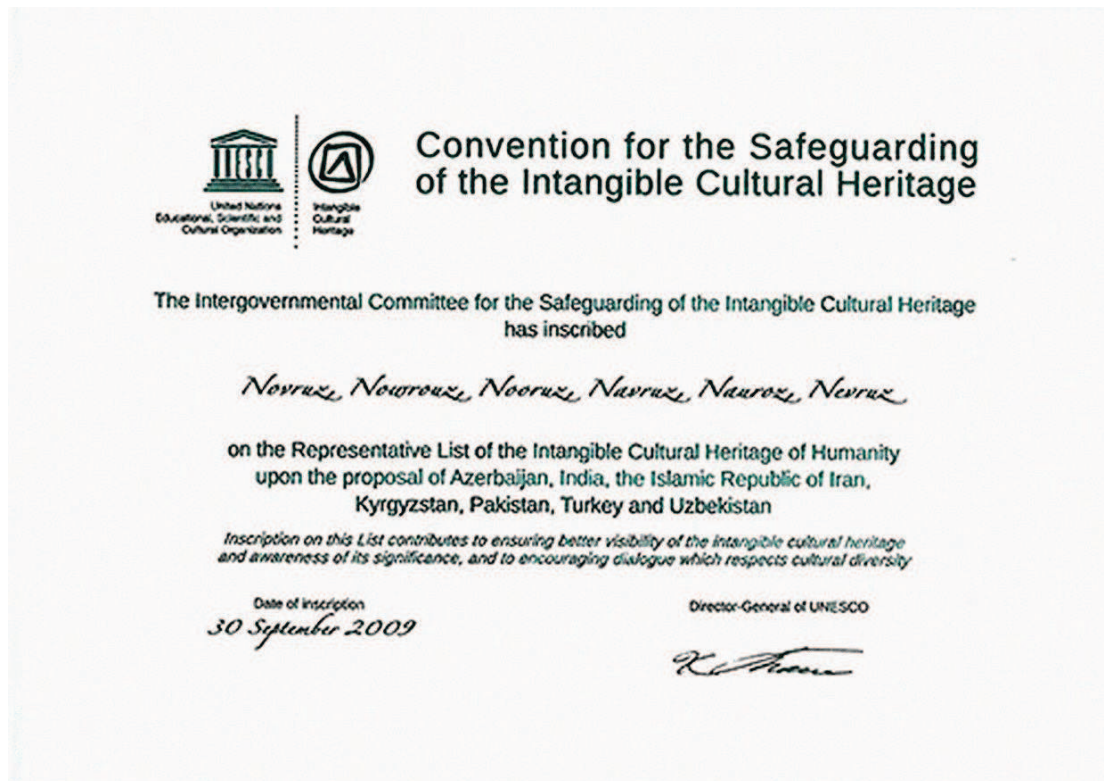 Convention for the Safeguarding
of the Intangible Cultural Heritage
United Nations
Educational, Scientific and
Cultural Organization
Intangible
Cultural
Heritage
The Intergovernmental Committee for the Safeguarding of the Intangible Cultural Heritage
has inscribed
Novruz, Nowrouz, Nooruz, Navruz, Nauroz, Nevruz
on the Representative List of the Intangible Cultural Heritage of Humanity
upon the proposal of Azerbaijan, India, the Islamic Republic of Iran,
Kyrgyzstan, Pakistan, Turkey and Uzbekistan
Inscription on this List contributes to ensuring better visibility of the intangible cultural heritage
and awareness of its significance, and to encouraging dialogue which respects cultural diversity
Date of inscription
30 September 2009
Director-General of UNESCO